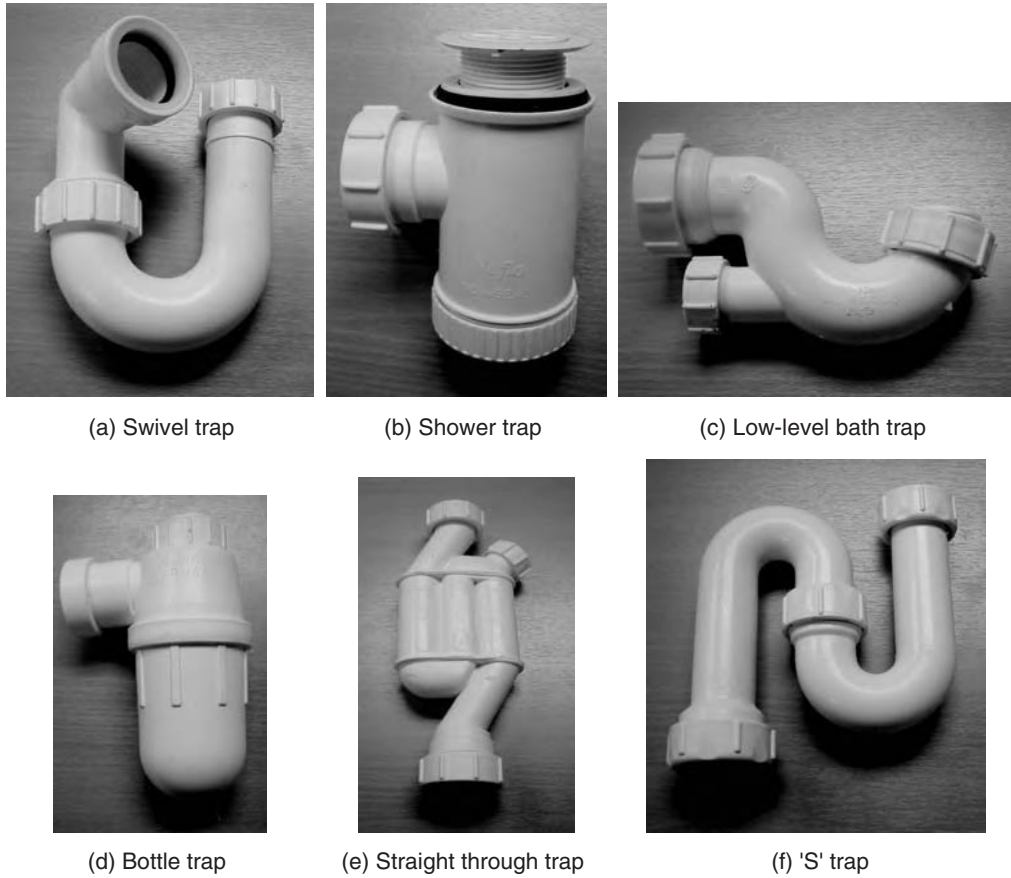 (a) Swivel trap
(b) Shower trap
(c) Low-level bath trap
(d) Bottle trap
(e) Straight through trap
(f) 'S' trap